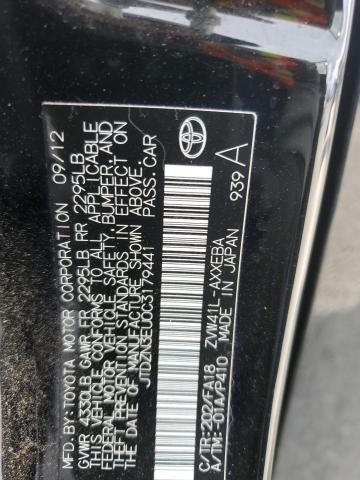 MFD. BY: TOYOTA MOTOR CORPORATION 09/12
GVWR 4330LB GAWR FR 2295LB RR 2295LB
THIS VEHICLE CONFORMS TO ALL APPLICABLE
FEDERAL MOTOR VEHICLE SAFETY, BUMPER, AND
THEFT PREVENTION STANDARDS IN EFFECT ON
THE DATE OF MANUFACTURE SHOWN ABOVE.
JTDZN3EU0C3179441 PASS.CAR
C/TR:202/FA18 ZVW41L-AXXEBA
A/TM:-01A/P410 MADE IN JAPAN 939 A